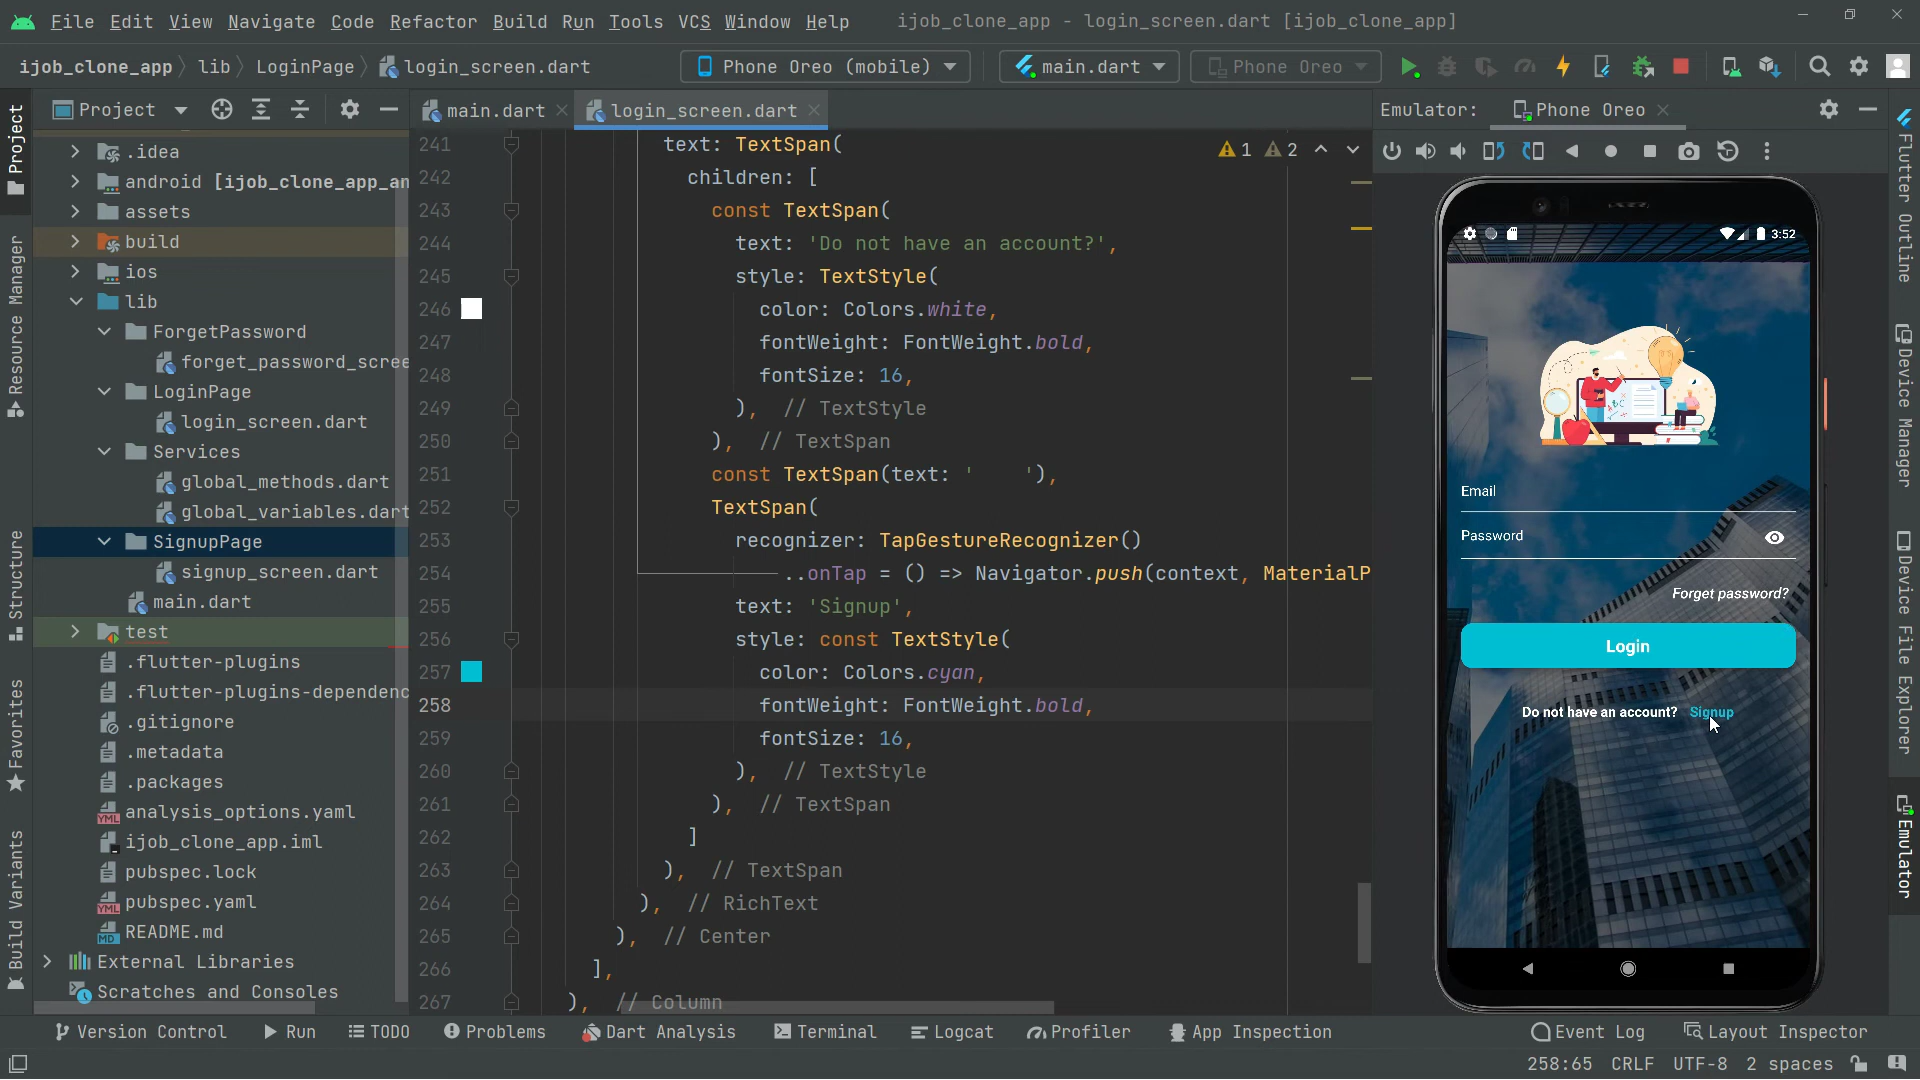 File Edit View Navigate Code Refactor Build Run Tools VCS Window Help ijob_clone_app - login_screen.dart [ijob_clone_app]
ijob_clone_app lib LoginPage login_screen.dart Phone Oreo (mobile) main.dart Phone Oreo
Project main.dart login_screen.dart Emulator: Phone Oreo
Project
Resource Manager
Structure
Favorites
Build Variants
.idea
android [ijob_clone_app_an
assets
build
ios
lib
ForgetPassword
forget_password_scree
LoginPage
login_screen.dart
Services
global_methods.dart
global_variables.dart
SignupPage
signup_screen.dart
main.dart
test
.flutter-plugins
.flutter-plugins-dependenc
.gitignore
.metadata
.packages
analysis_options.yaml
ijob_clone_app.iml
pubspec.lock
pubspec.yaml
README.md
External Libraries
Scratches and Consoles
1 2
241 text: TextSpan(
242 children: [
243 const TextSpan(
244 text: 'Do not have an account?',
245 style: TextStyle(
246 color: Colors.white,
247 fontWeight: FontWeight.bold,
248 fontSize: 16,
249 ), // TextStyle
250 ), // TextSpan
251 const TextSpan(text: '    '),
252 TextSpan(
253 recognizer: TapGestureRecognizer()
254 ..onTap = () => Navigator.push(context, MaterialP
255 text: 'Signup',
256 style: const TextStyle(
257 color: Colors.cyan,
258 fontWeight: FontWeight.bold,
259 fontSize: 16,
260 ), // TextStyle
261 ), // TextSpan
262 ]
263 ), // TextSpan
264 ), // RichText
265 ), // Center
266 ],
267 ), // Column
3:52
Email
Password
Forget password?
Login
Do not have an account? Signup
Flutter Outline
Device Manager
Device File Explorer
Emulator
Version Control Run TODO Problems Dart Analysis Terminal Logcat Profiler App Inspection Event Log Layout Inspector
258:65 CRLF UTF-8 2 spaces